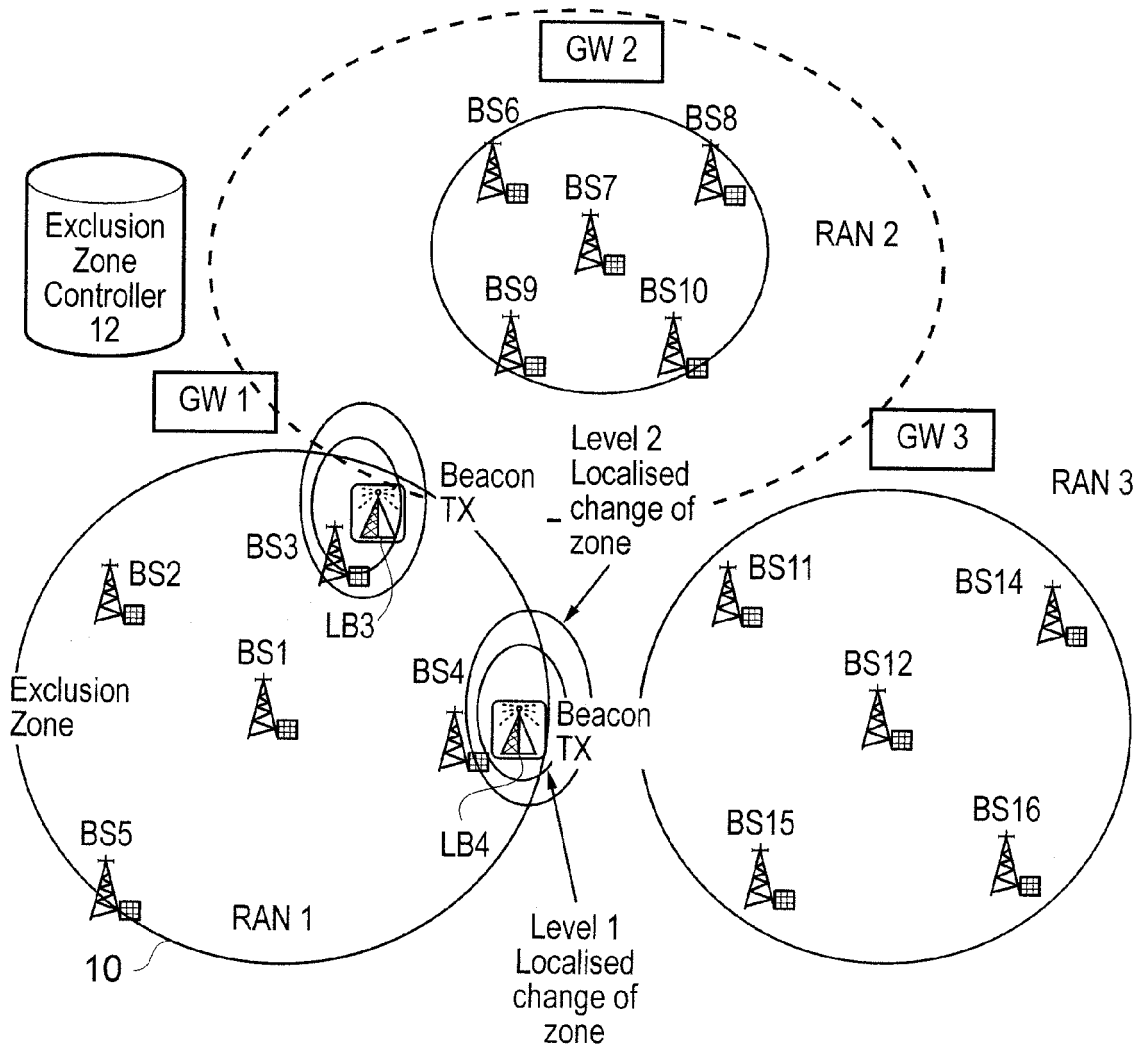 GW 2
BS6
BS8
BS7
Exclusion
Zone
Controller
12
RAN 2
BS9
BS10
GW 1
GW 3
Level 2
Localised
change of
zone
Beacon
TX
RAN 3
BS3
LB3
BS2
BS1
BS4
Exclusion
Zone
Beacon
TX
LB4
BS11
BS14
BS12
BS5
BS15
BS16
RAN 1
10
Level 1
Localised
change of
zone